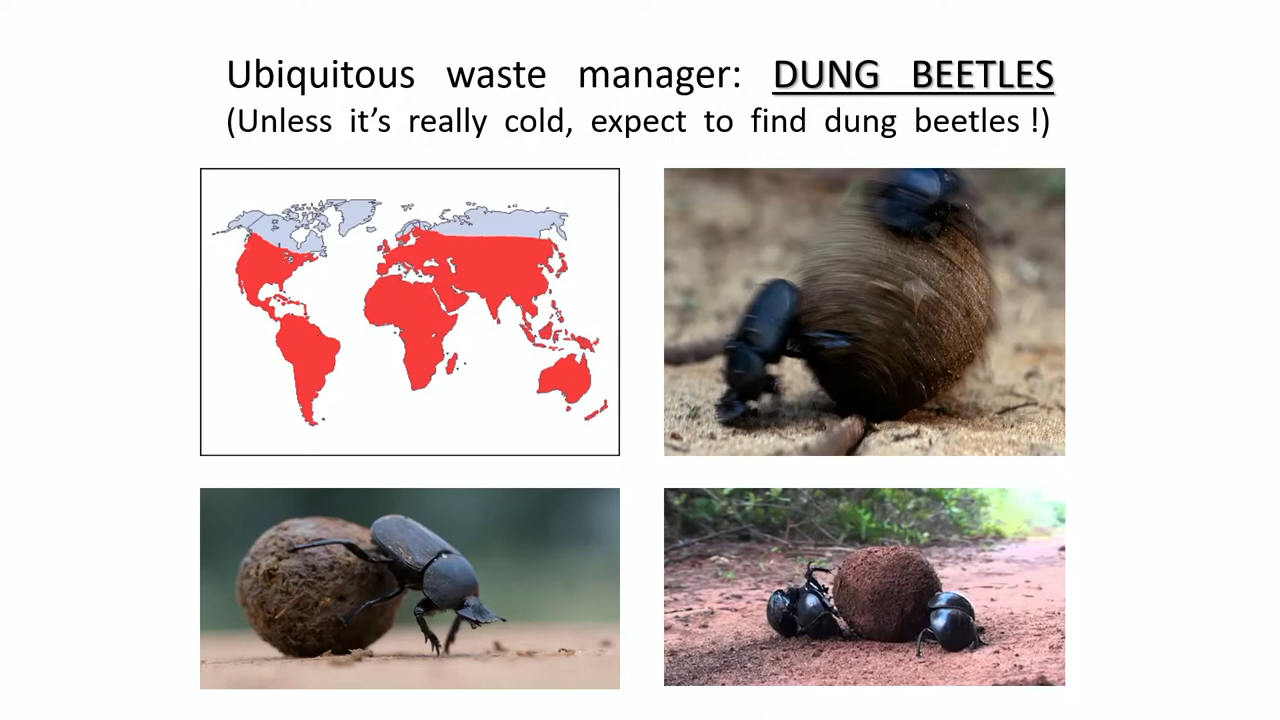 Ubiquitous waste manager: DUNG BEETLES
(Unless it's really cold, expect to find dung beetles !)